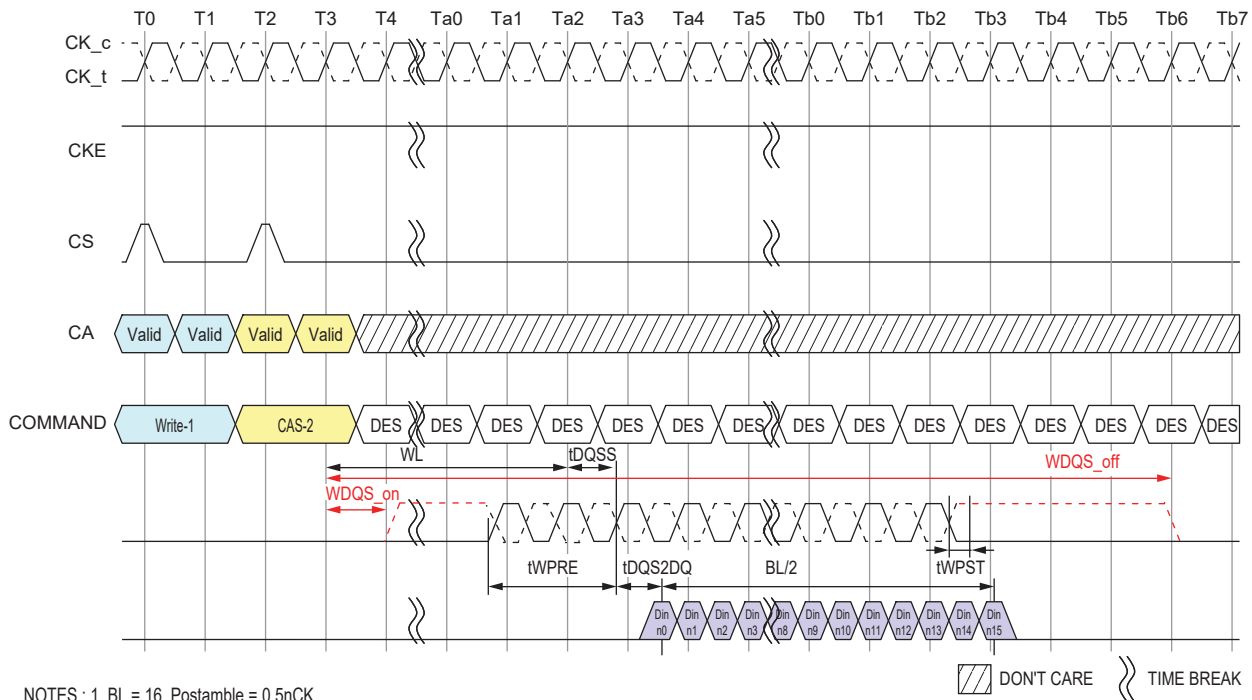 T0 T1 T2 T3 T4 Ta0 Ta1 Ta2 Ta3 Ta4 Ta5 Tb0 Tb1 Tb2 Tb3 Tb4 Tb5 Tb6 Tb7
CK_c
CK_t
CKE
CS
CA Valid Valid Valid Valid
COMMAND Write-1 CAS-2 DES DES DES DES DES DES DES DES DES DES DES DES DES DES DES
WL tDQSS WDQS_off
WDQS_on
tWPRE tDQS2DQ BL/2 tWPST
Din Din Din Din Din Din Din Din Din Din Din Din
n0 n1 n2 n3 n8 n9 n10 n11 n12 n13 n14 n15
DON'T CARE TIME BREAK
NOTES : 1. BL = 16, Postamble = 0.5nCK